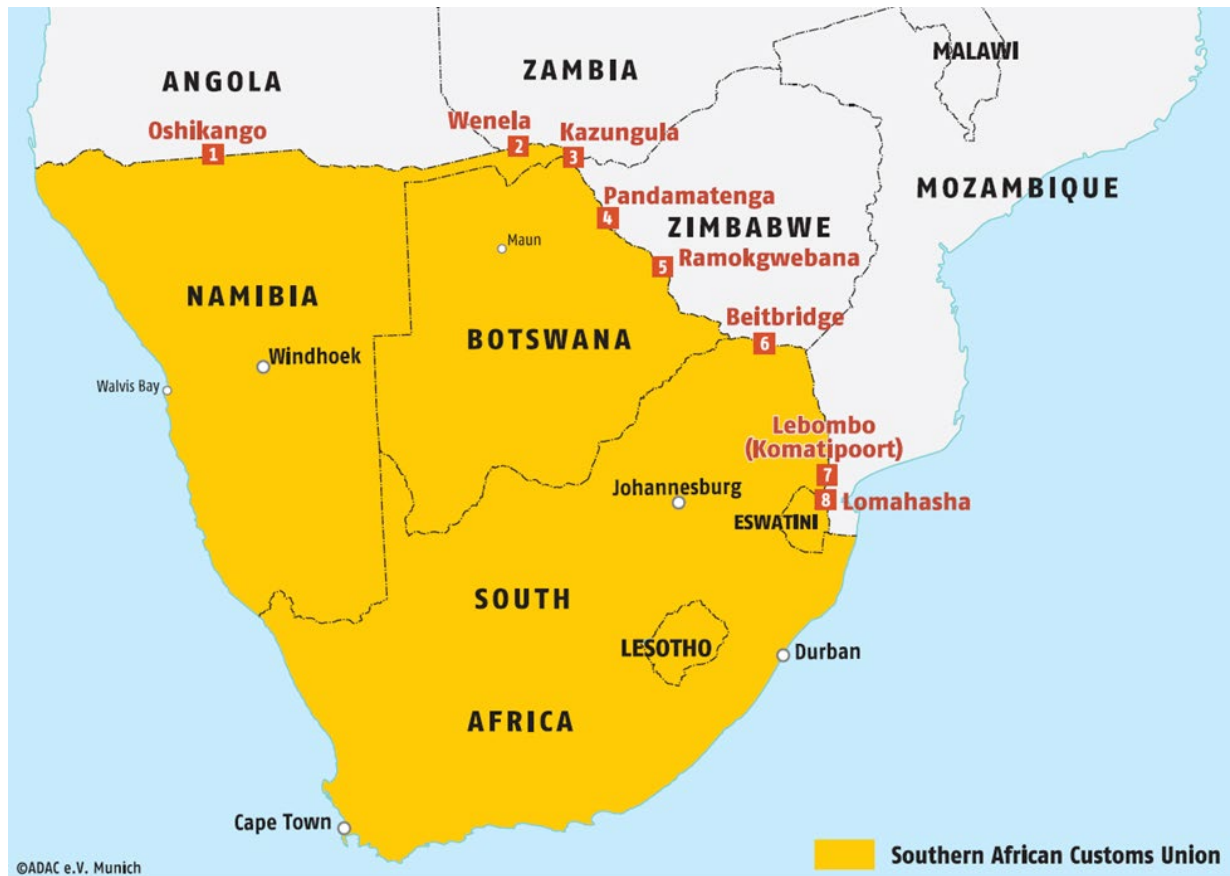 MALAWI
ZAMBIA
ANGOLA
Wenela
Oshikango
Kazungula
1
2
3
MOZAMBIQUE
Pandamatenga
4
ZIMBABWE
Maun
Ramokgwebana
5
NAMIBIA
Beitbridge
BOTSWANA
6
Windhoek
Walvis Bay
Lebombo
(Komatipoort)
7
Johannesburg
8 Lomahasha
ESWATINI
SOUTH
LESOTHO
Durban
AFRICA
Cape Town
Southern African Customs Union
©ADAC e.V. Munich